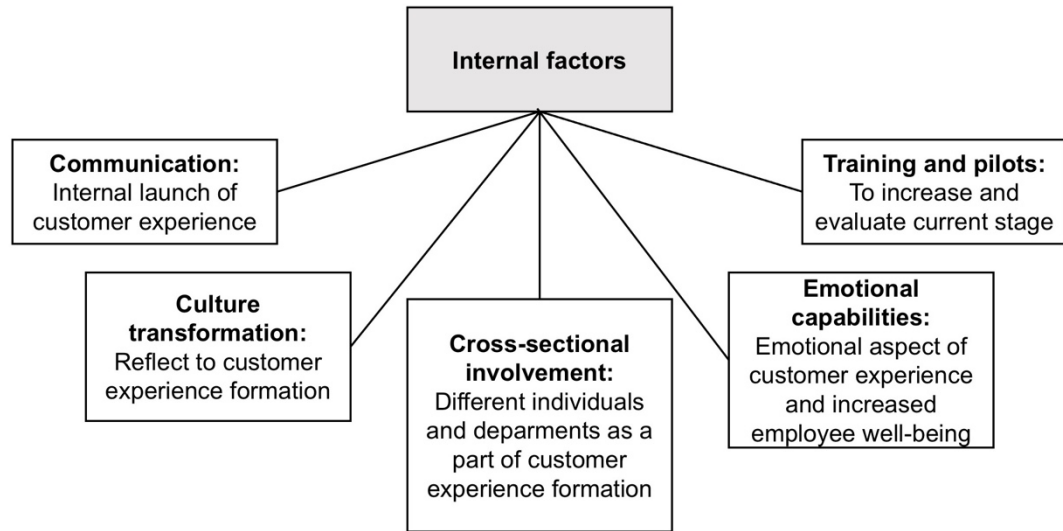 Internal factors
Communication:
Internal launch of
customer experience
Training and pilots:
To increase and
evaluate current stage
Culture
transformation:
Reflect to customer
experience formation
Cross-sectional
involvement:
Different individuals
and deparments as a
part of customer
experience formation
Emotional
capabilities:
Emotional aspect of
customer experience
and increased
employee well-being